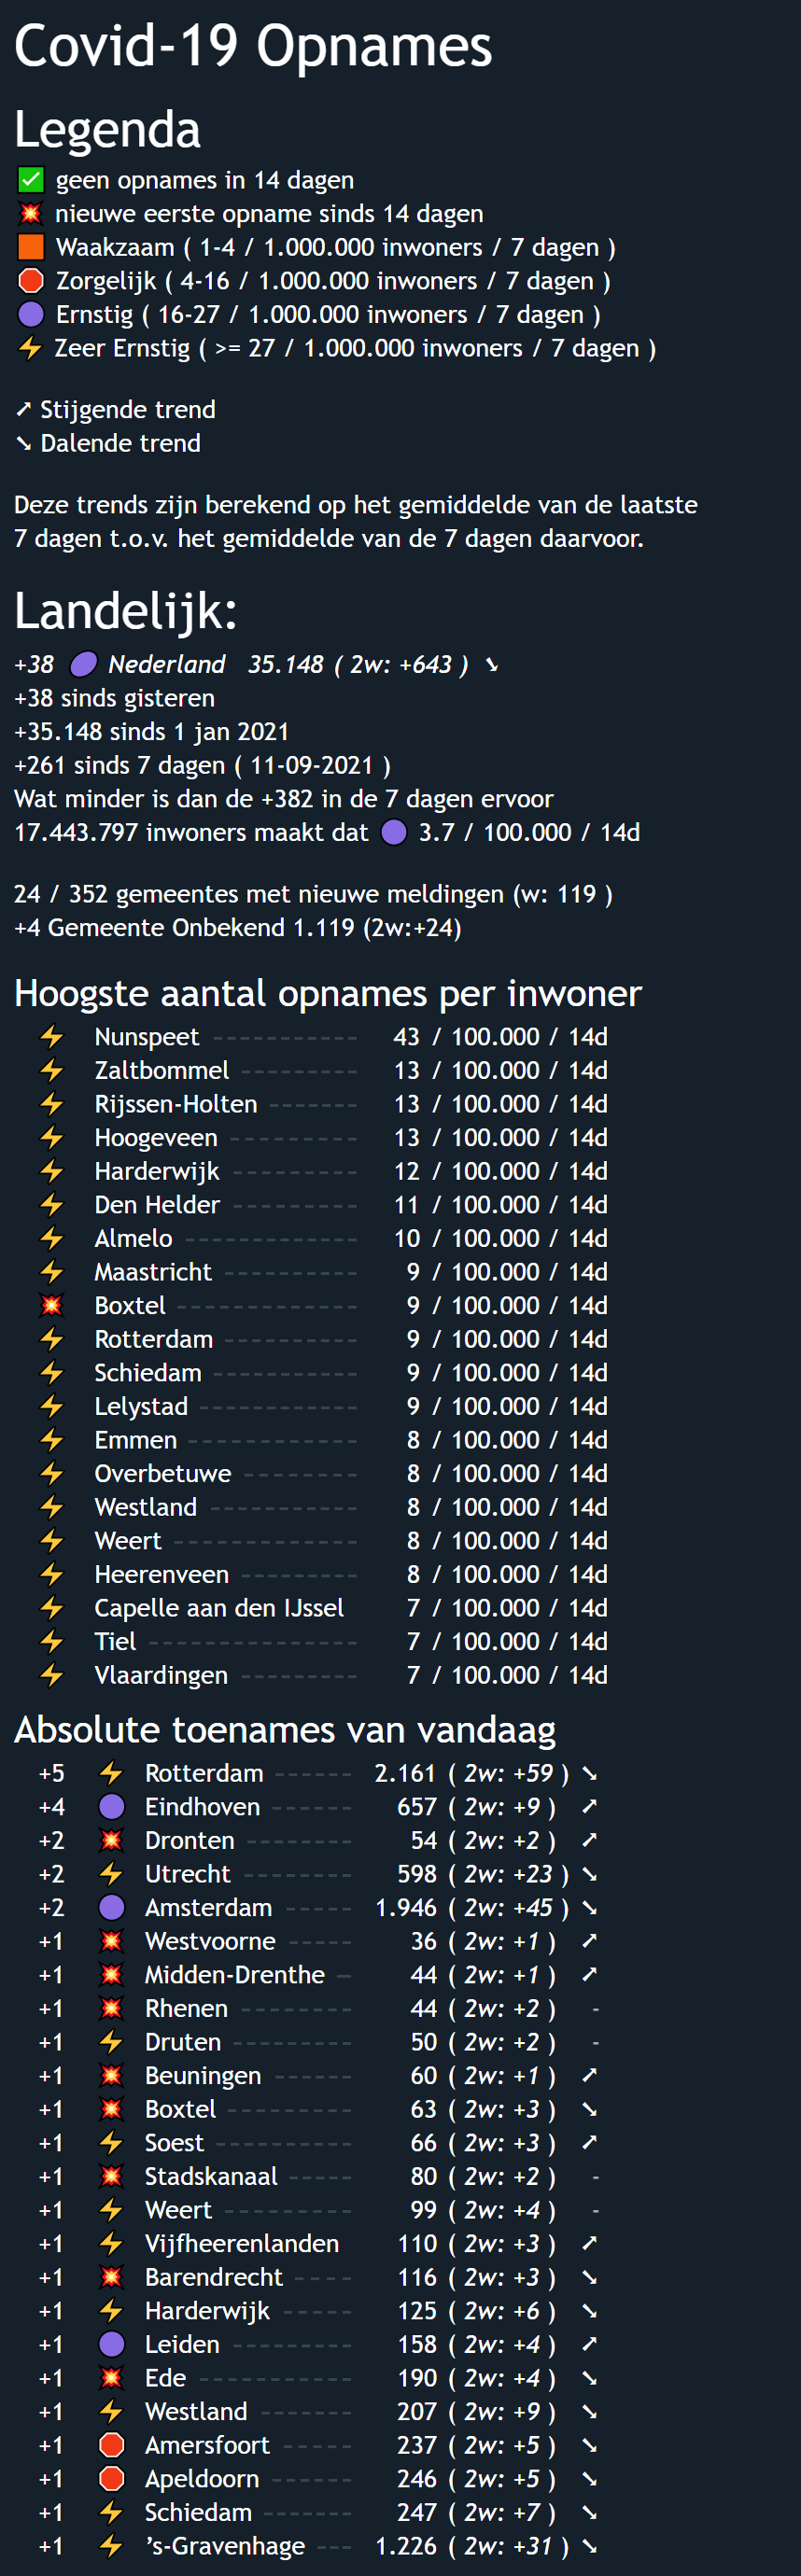 Covid-19 Opnames
Legenda
✅ geen opnames in 14 dagen
💥 nieuwe eerste opname sinds 14 dagen
🟧 Waakzaam ( 1-4 / 1.000.000 inwoners / 7 dagen )
🛑 Zorgelijk ( 4-16 / 1.000.000 inwoners / 7 dagen )
🟣 Ernstig ( 16-27 / 1.000.000 inwoners / 7 dagen )
⚡ Zeer Ernstig ( >= 27 / 1.000.000 inwoners / 7 dagen )
➚ Stijgende trend
➘ Dalende trend
Deze trends zijn berekend op het gemiddelde van de laatste
7 dagen t.o.v. het gemiddelde van de 7 dagen daarvoor.
Landelijk:
+38 🟣 Nederland 35.148 ( 2w: +643 ) ➘
+38 sinds gisteren
+35.148 sinds 1 jan 2021
+261 sinds 7 dagen ( 11-09-2021 )
Wat minder is dan de +382 in de 7 dagen ervoor
17.443.797 inwoners maakt dat 🟣 3.7 / 100.000 / 14d
24 / 352 gemeentes met nieuwe meldingen (w: 119 )
+4 Gemeente Onbekend 1.119 (2w:+24)
Hoogste aantal opnames per inwoner
⚡ Nunspeet ----------- 43 / 100.000 / 14d
⚡ Zaltbommel --------- 13 / 100.000 / 14d
⚡ Rijssen-Holten ------- 13 / 100.000 / 14d
⚡ Hoogeveen ---------- 13 / 100.000 / 14d
⚡ Harderwijk ---------- 12 / 100.000 / 14d
⚡ Den Helder ---------- 11 / 100.000 / 14d
⚡ Almelo ------------- 10 / 100.000 / 14d
⚡ Maastricht ---------- 9 / 100.000 / 14d
💥 Boxtel -------------- 9 / 100.000 / 14d
⚡ Rotterdam ---------- 9 / 100.000 / 14d
⚡ Schiedam ----------- 9 / 100.000 / 14d
⚡ Lelystad ------------ 9 / 100.000 / 14d
⚡ Emmen ------------- 8 / 100.000 / 14d
⚡ Overbetuwe --------- 8 / 100.000 / 14d
⚡ Westland ----------- 8 / 100.000 / 14d
⚡ Weert -------------- 8 / 100.000 / 14d
⚡ Heerenveen --------- 8 / 100.000 / 14d
⚡ Capelle aan den IJssel 7 / 100.000 / 14d
⚡ Tiel ---------------- 7 / 100.000 / 14d
⚡ Vlaardingen --------- 7 / 100.000 / 14d
Absolute toenames van vandaag
+5 ⚡ Rotterdam ------ 2.161 ( 2w: +59 ) ➘
+4 🟣 Eindhoven ------ 657 ( 2w: +9 ) ➚
+2 💥 Dronten -------- 54 ( 2w: +2 ) ➚
+2 ⚡ Utrecht -------- 598 ( 2w: +23 ) ➘
+2 🟣 Amsterdam ----- 1.946 ( 2w: +45 ) ➘
+1 💥 Westvoorne ----- 36 ( 2w: +1 ) ➚
+1 💥 Midden-Drenthe - 44 ( 2w: +1 ) ➚
+1 💥 Rhenen -------- 44 ( 2w: +2 ) -
+1 ⚡ Druten --------- 50 ( 2w: +2 ) -
+1 💥 Beuningen ------ 60 ( 2w: +1 ) ➚
+1 💥 Boxtel ---------- 63 ( 2w: +3 ) ➘
+1 ⚡ Soest ----------- 66 ( 2w: +3 ) ➚
+1 💥 Stadskanaal ----- 80 ( 2w: +2 ) -
+1 ⚡ Weert ---------- 99 ( 2w: +4 ) -
+1 ⚡ Vijfheerenlanden 110 ( 2w: +3 ) ➚
+1 💥 Barendrecht ---- 116 ( 2w: +3 ) ➘
+1 ⚡ Harderwijk ----- 125 ( 2w: +6 ) ➘
+1 🟣 Leiden --------- 158 ( 2w: +4 ) ➚
+1 💥 Ede ------------ 190 ( 2w: +4 ) ➘
+1 ⚡ Westland ------- 207 ( 2w: +9 ) ➘
+1 🛑 Amersfoort ----- 237 ( 2w: +5 ) ➘
+1 🛑 Apeldoorn ------ 246 ( 2w: +5 ) ➘
+1 ⚡ Schiedam ------- 247 ( 2w: +7 ) ➘
+1 ⚡ ’s-Gravenhage --- 1.226 ( 2w: +31 ) ➘